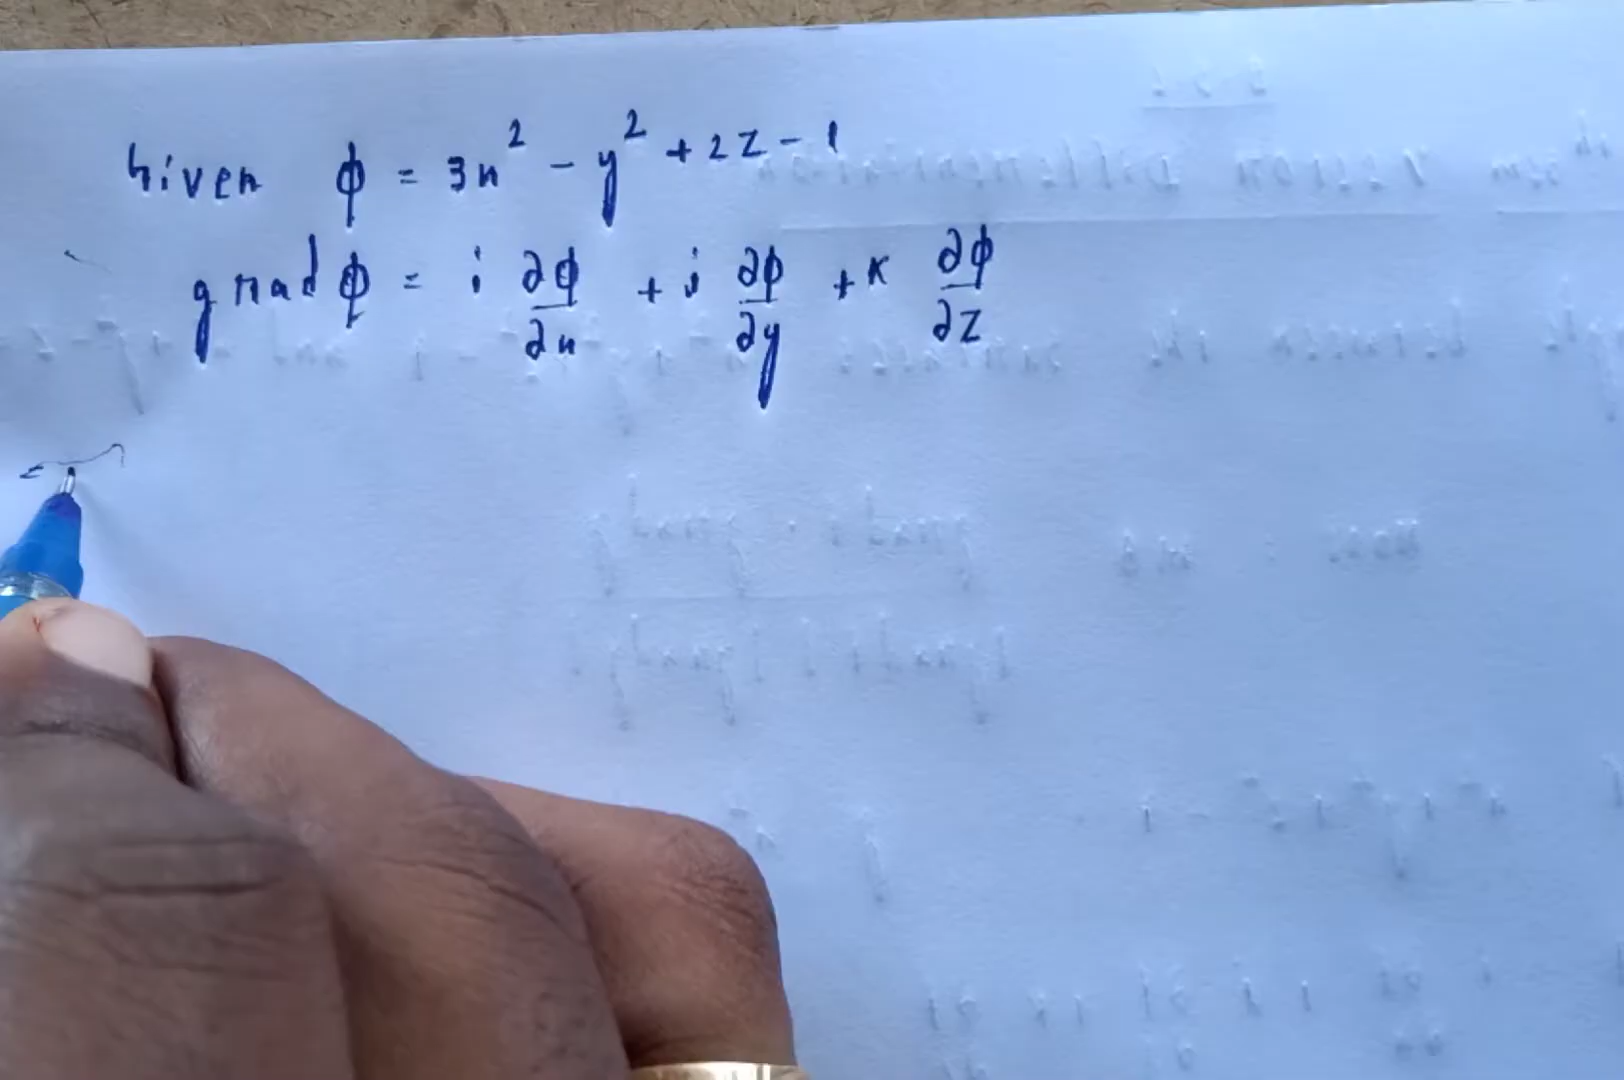 Given ϕ = 3x² - y² + 2z - 1
grad ϕ = i ∂ϕ/∂x + j ∂ϕ/∂y + k ∂ϕ/∂z